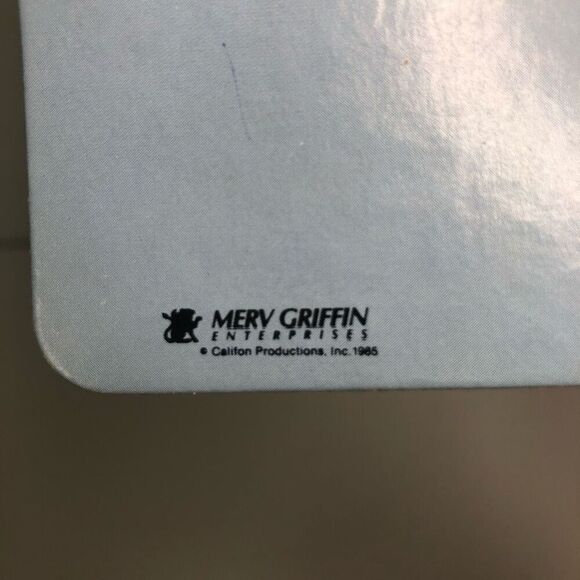 MERV GRIFFIN
ENTERPRISES
© Califon Productions, Inc. 1985